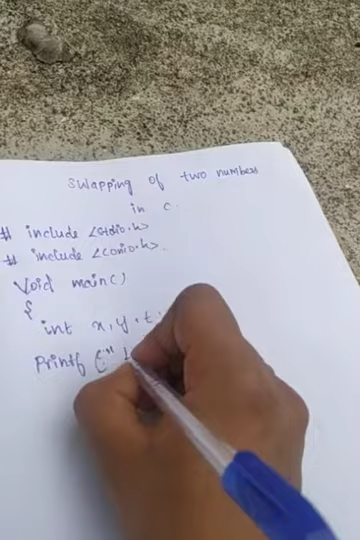 Swapping of two numbers
in c.
# include <stdio.h>
# include <conio.h>.
Void main()
{
int x, y, t;
Printf ("